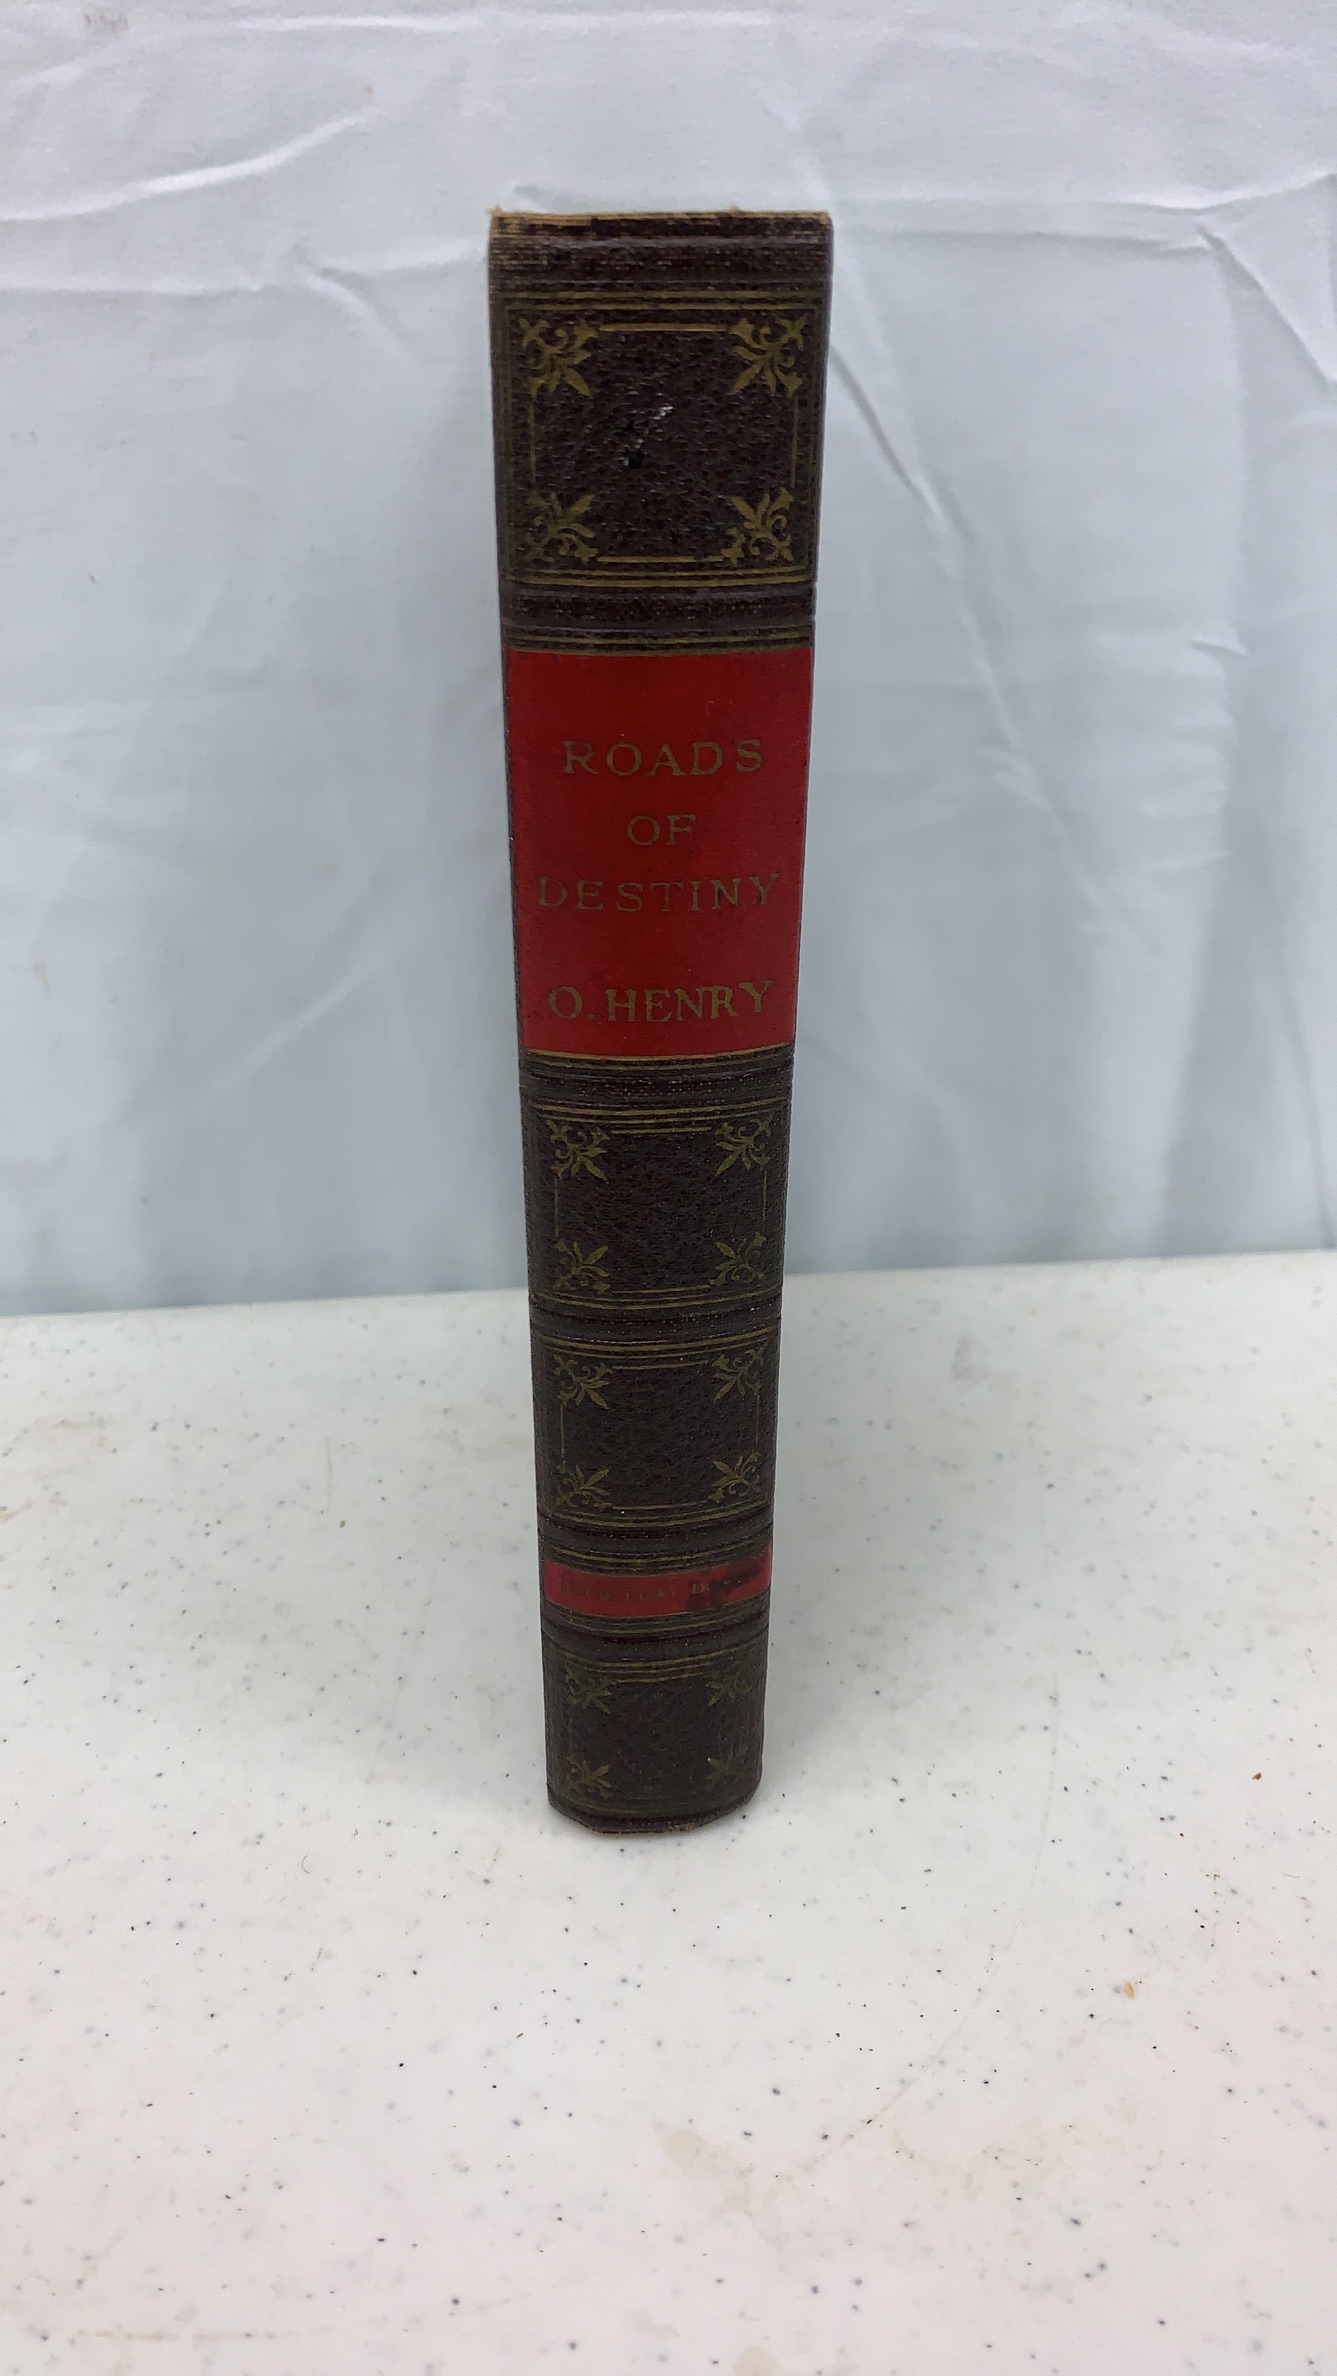 ROADS
OF
DESTINY
O. HENRY